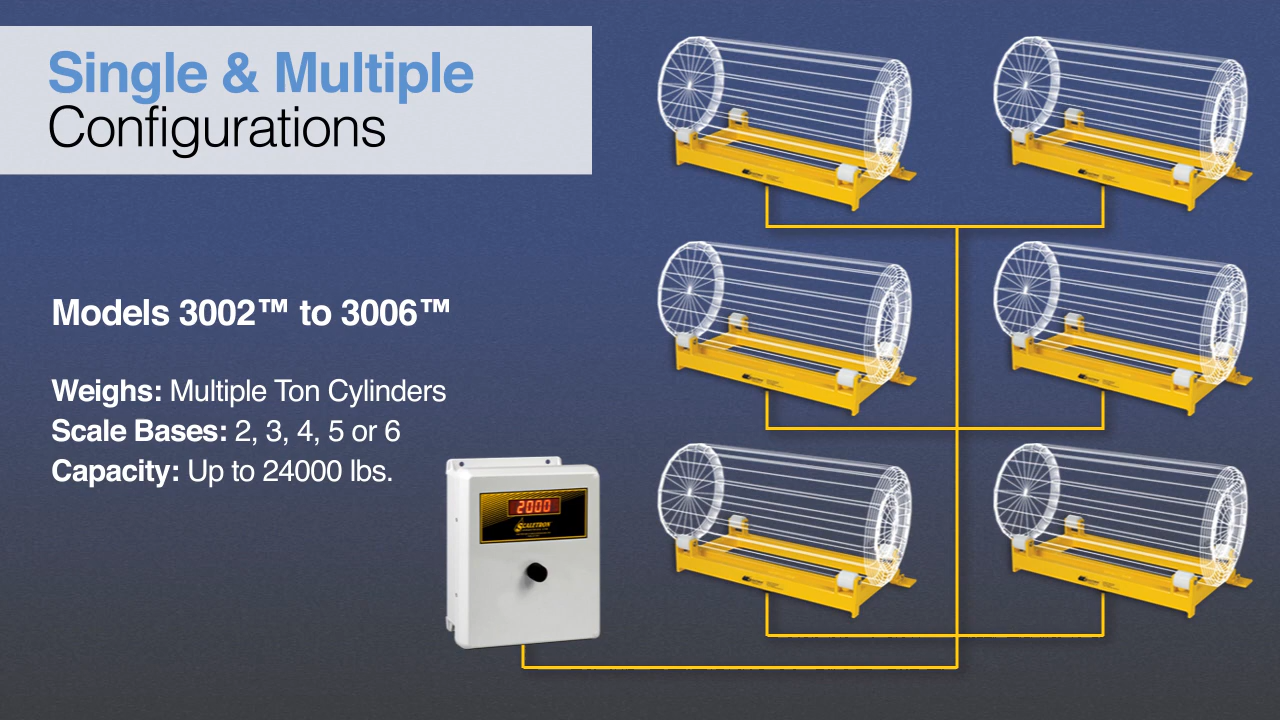 Single & Multiple
Configurations
Models 3002™ to 3006™
Weighs: Multiple Ton Cylinders
Scale Bases: 2, 3, 4, 5 or 6
Capacity: Up to 24000 lbs.
2000
SCALETRON